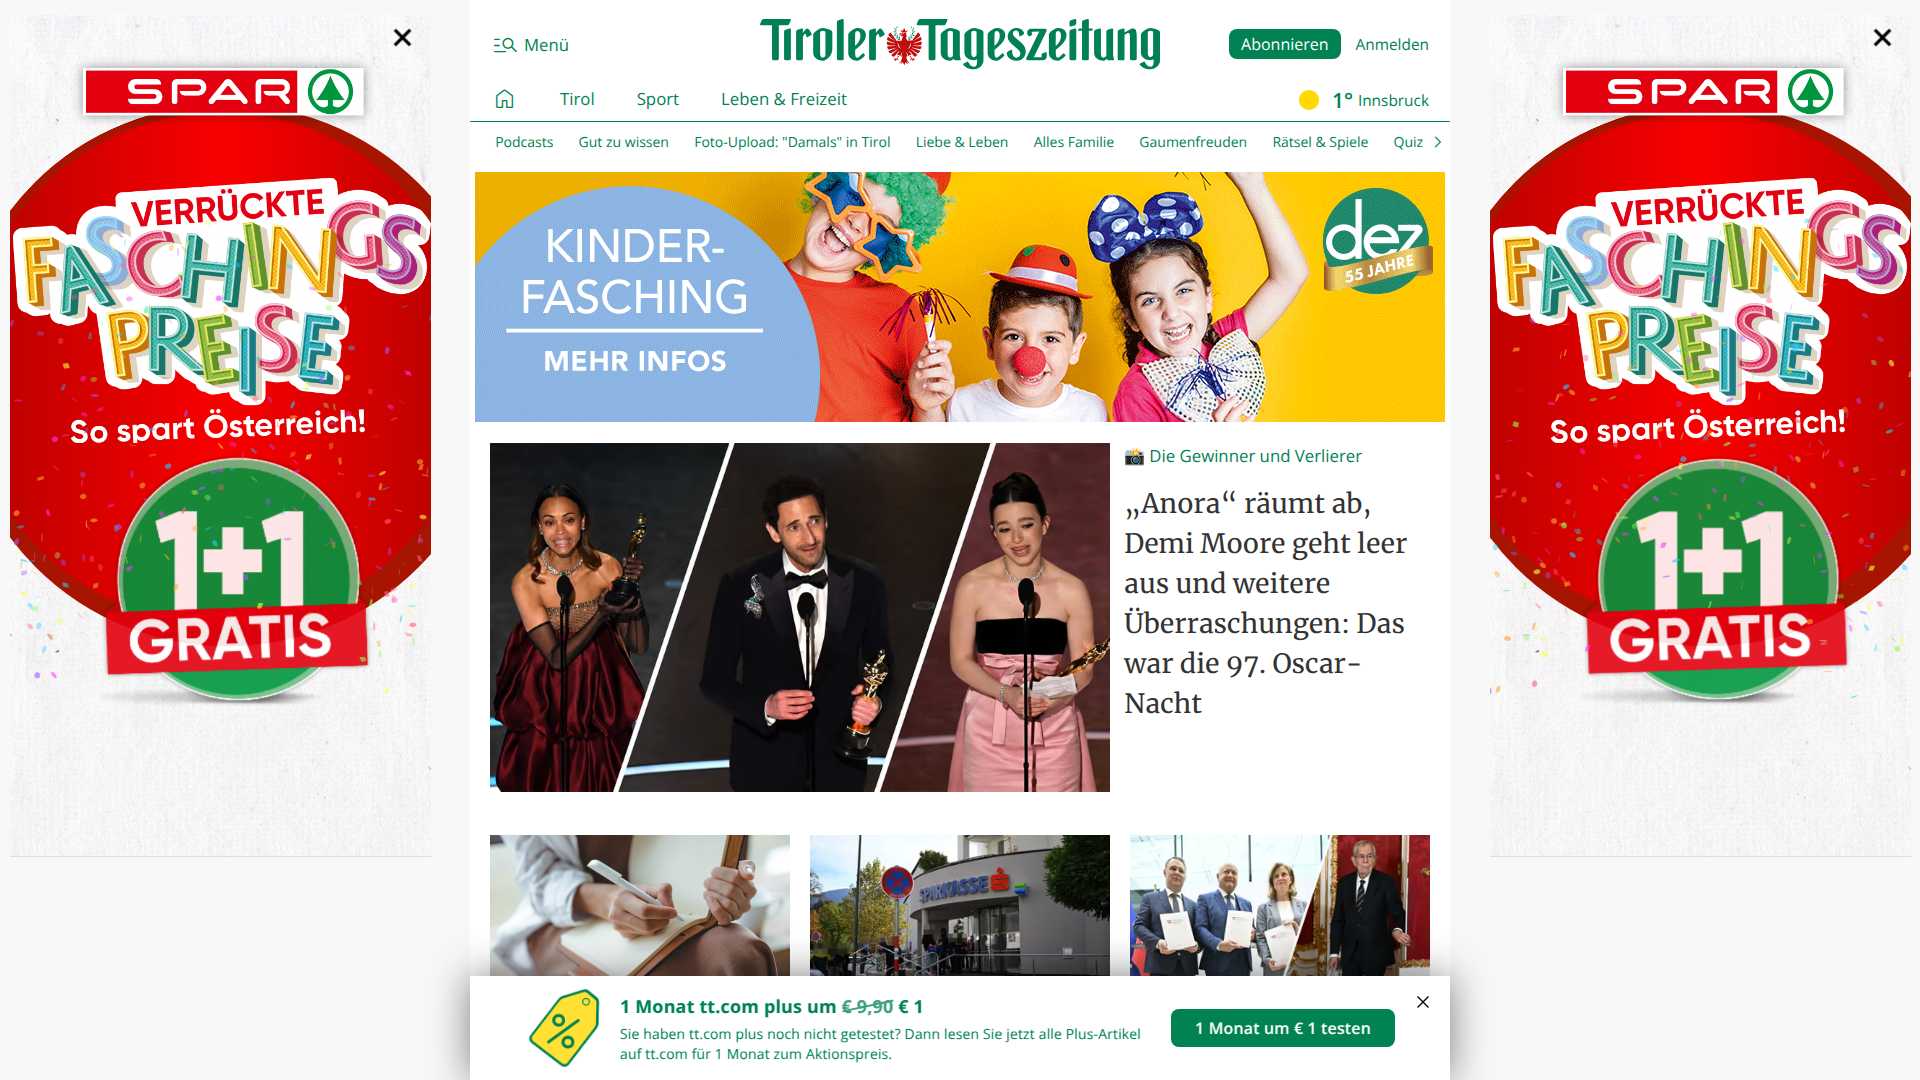 Menü
Tiroler Tageszeitung
Abonnieren
Anmelden
Tirol
Sport
Leben & Freizeit
1° Innsbruck
Podcasts
Gut zu wissen
Foto-Upload: "Damals" in Tirol
Liebe & Leben
Alles Familie
Gaumenfreuden
Rätsel & Spiele
Quiz
SPAR
VERRÜCKTE
FASCHINGS
PREISE
So spart Österreich!
1+1
GRATIS
KINDER-
FASCHING
MEHR INFOS
dez
55 JAHRE
📸 Die Gewinner und Verlierer
„Anora“ räumt ab,
Demi Moore geht leer
aus und weitere
Überraschungen: Das
war die 97. Oscar-
Nacht
SPARKASSE
1 Monat tt.com plus um € 9,90 € 1
Sie haben tt.com plus noch nicht getestet? Dann lesen Sie jetzt alle Plus-Artikel
auf tt.com für 1 Monat zum Aktionspreis.
1 Monat um € 1 testen
SPAR
VERRÜCKTE
FASCHINGS
PREISE
So spart Österreich!
1+1
GRATIS